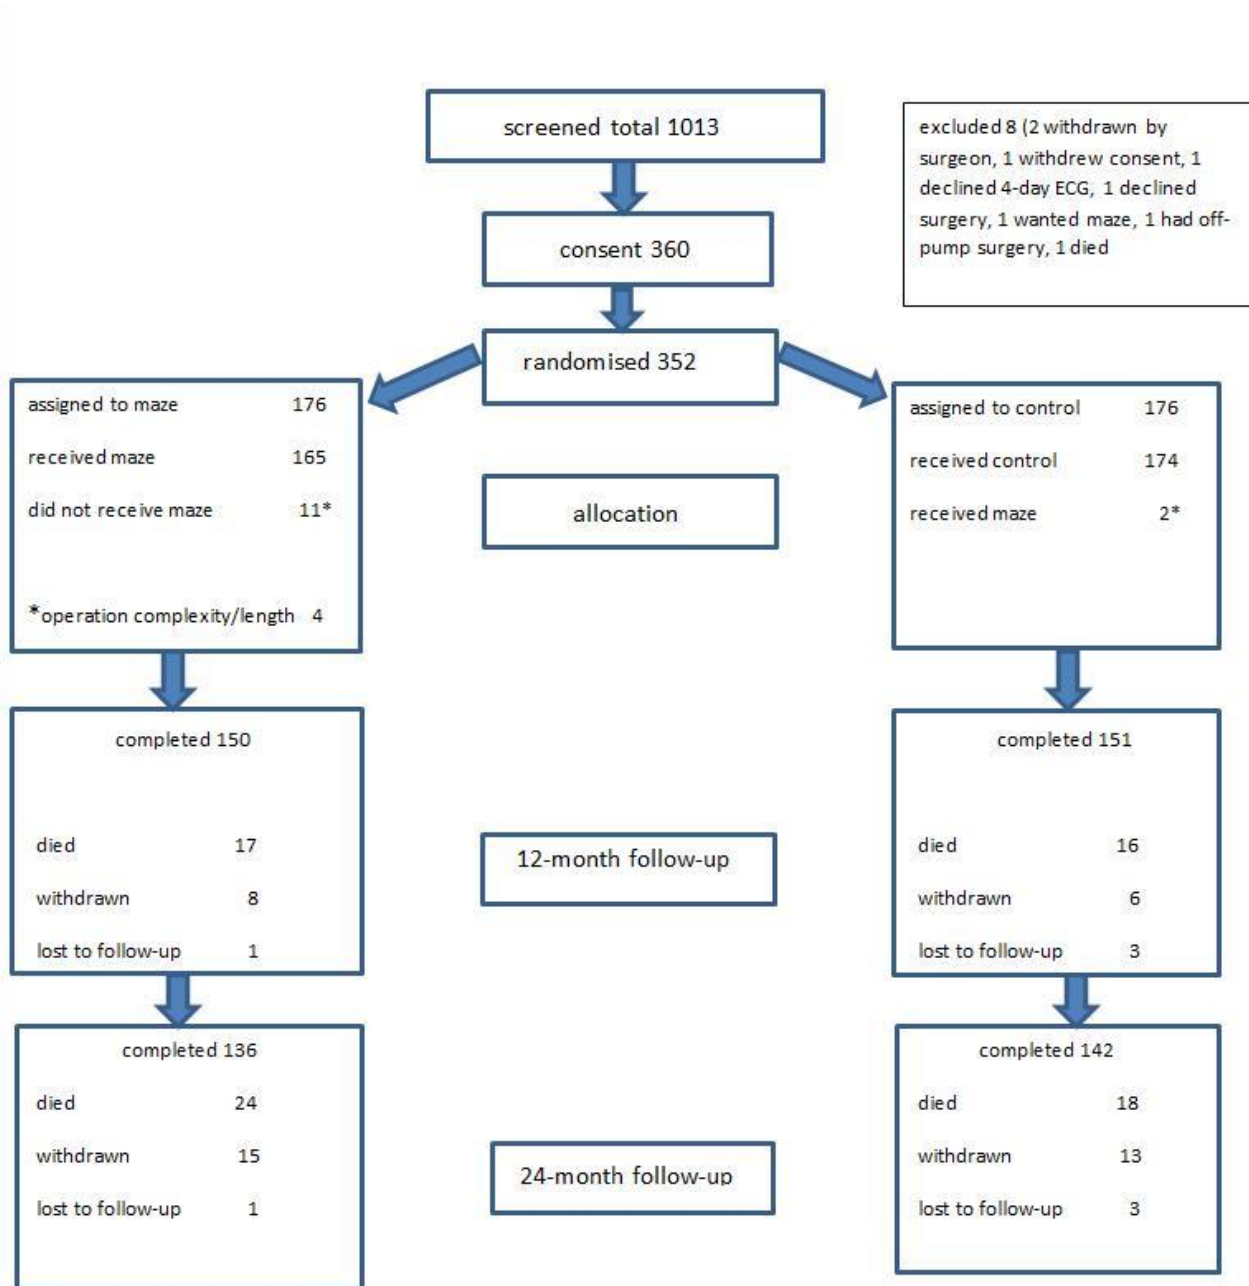 screened total 1013
excluded 8 (2 withdrawn by
surgeon, 1 withdrew consent, 1
declined 4-day ECG, 1 declined
surgery, 1 wanted maze, 1 had off-
pump surgery, 1 died
consent 360
randomised 352
assigned to maze 176
received maze 165
did not receive maze 11*
*operation complexity/length 4
allocation
assigned to control 176
received control 174
received maze 2*
completed 150
died 17
withdrawn 8
lost to follow-up 1
12-month follow-up
completed 151
died 16
withdrawn 6
lost to follow-up 3
completed 136
died 24
withdrawn 15
lost to follow-up 1
24-month follow-up
completed 142
died 18
withdrawn 13
lost to follow-up 3